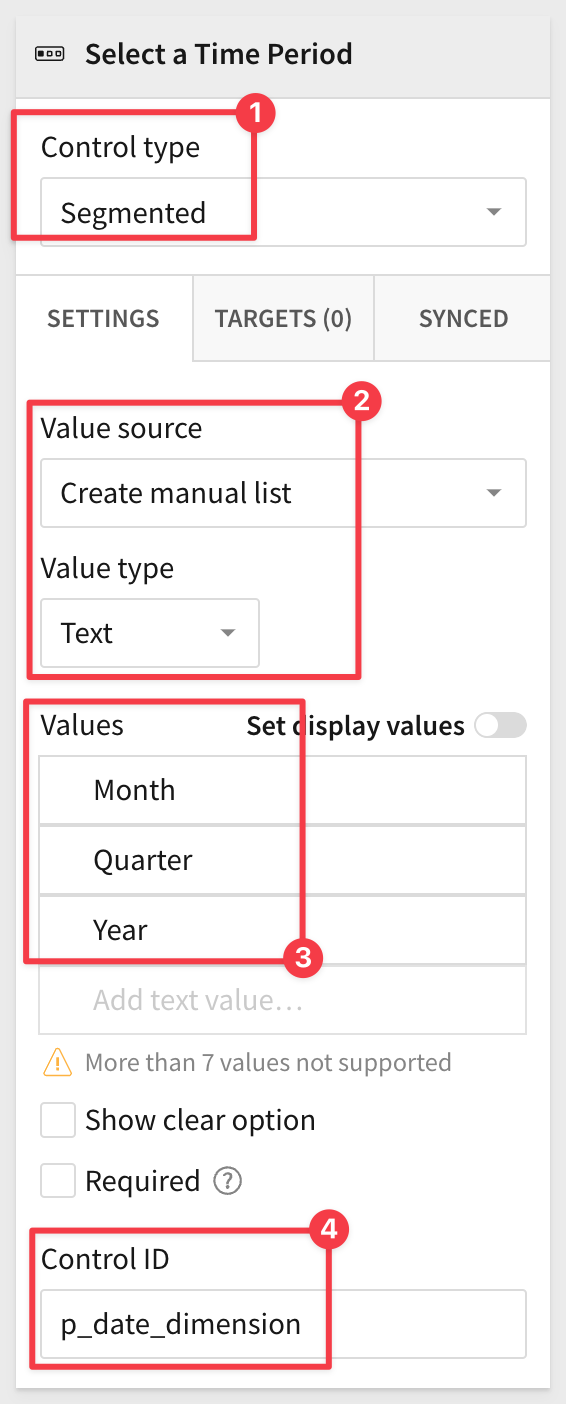 Select a Time Period
1
Control type
Segmented
SETTINGS TARGETS (0) SYNCED
2
Value source
Create manual list
Value type
Text
Values Set display values
Month
Quarter
Year
3
Add text value...
More than 7 values not supported
Show clear option
Required ?
4
Control ID
p_date_dimension